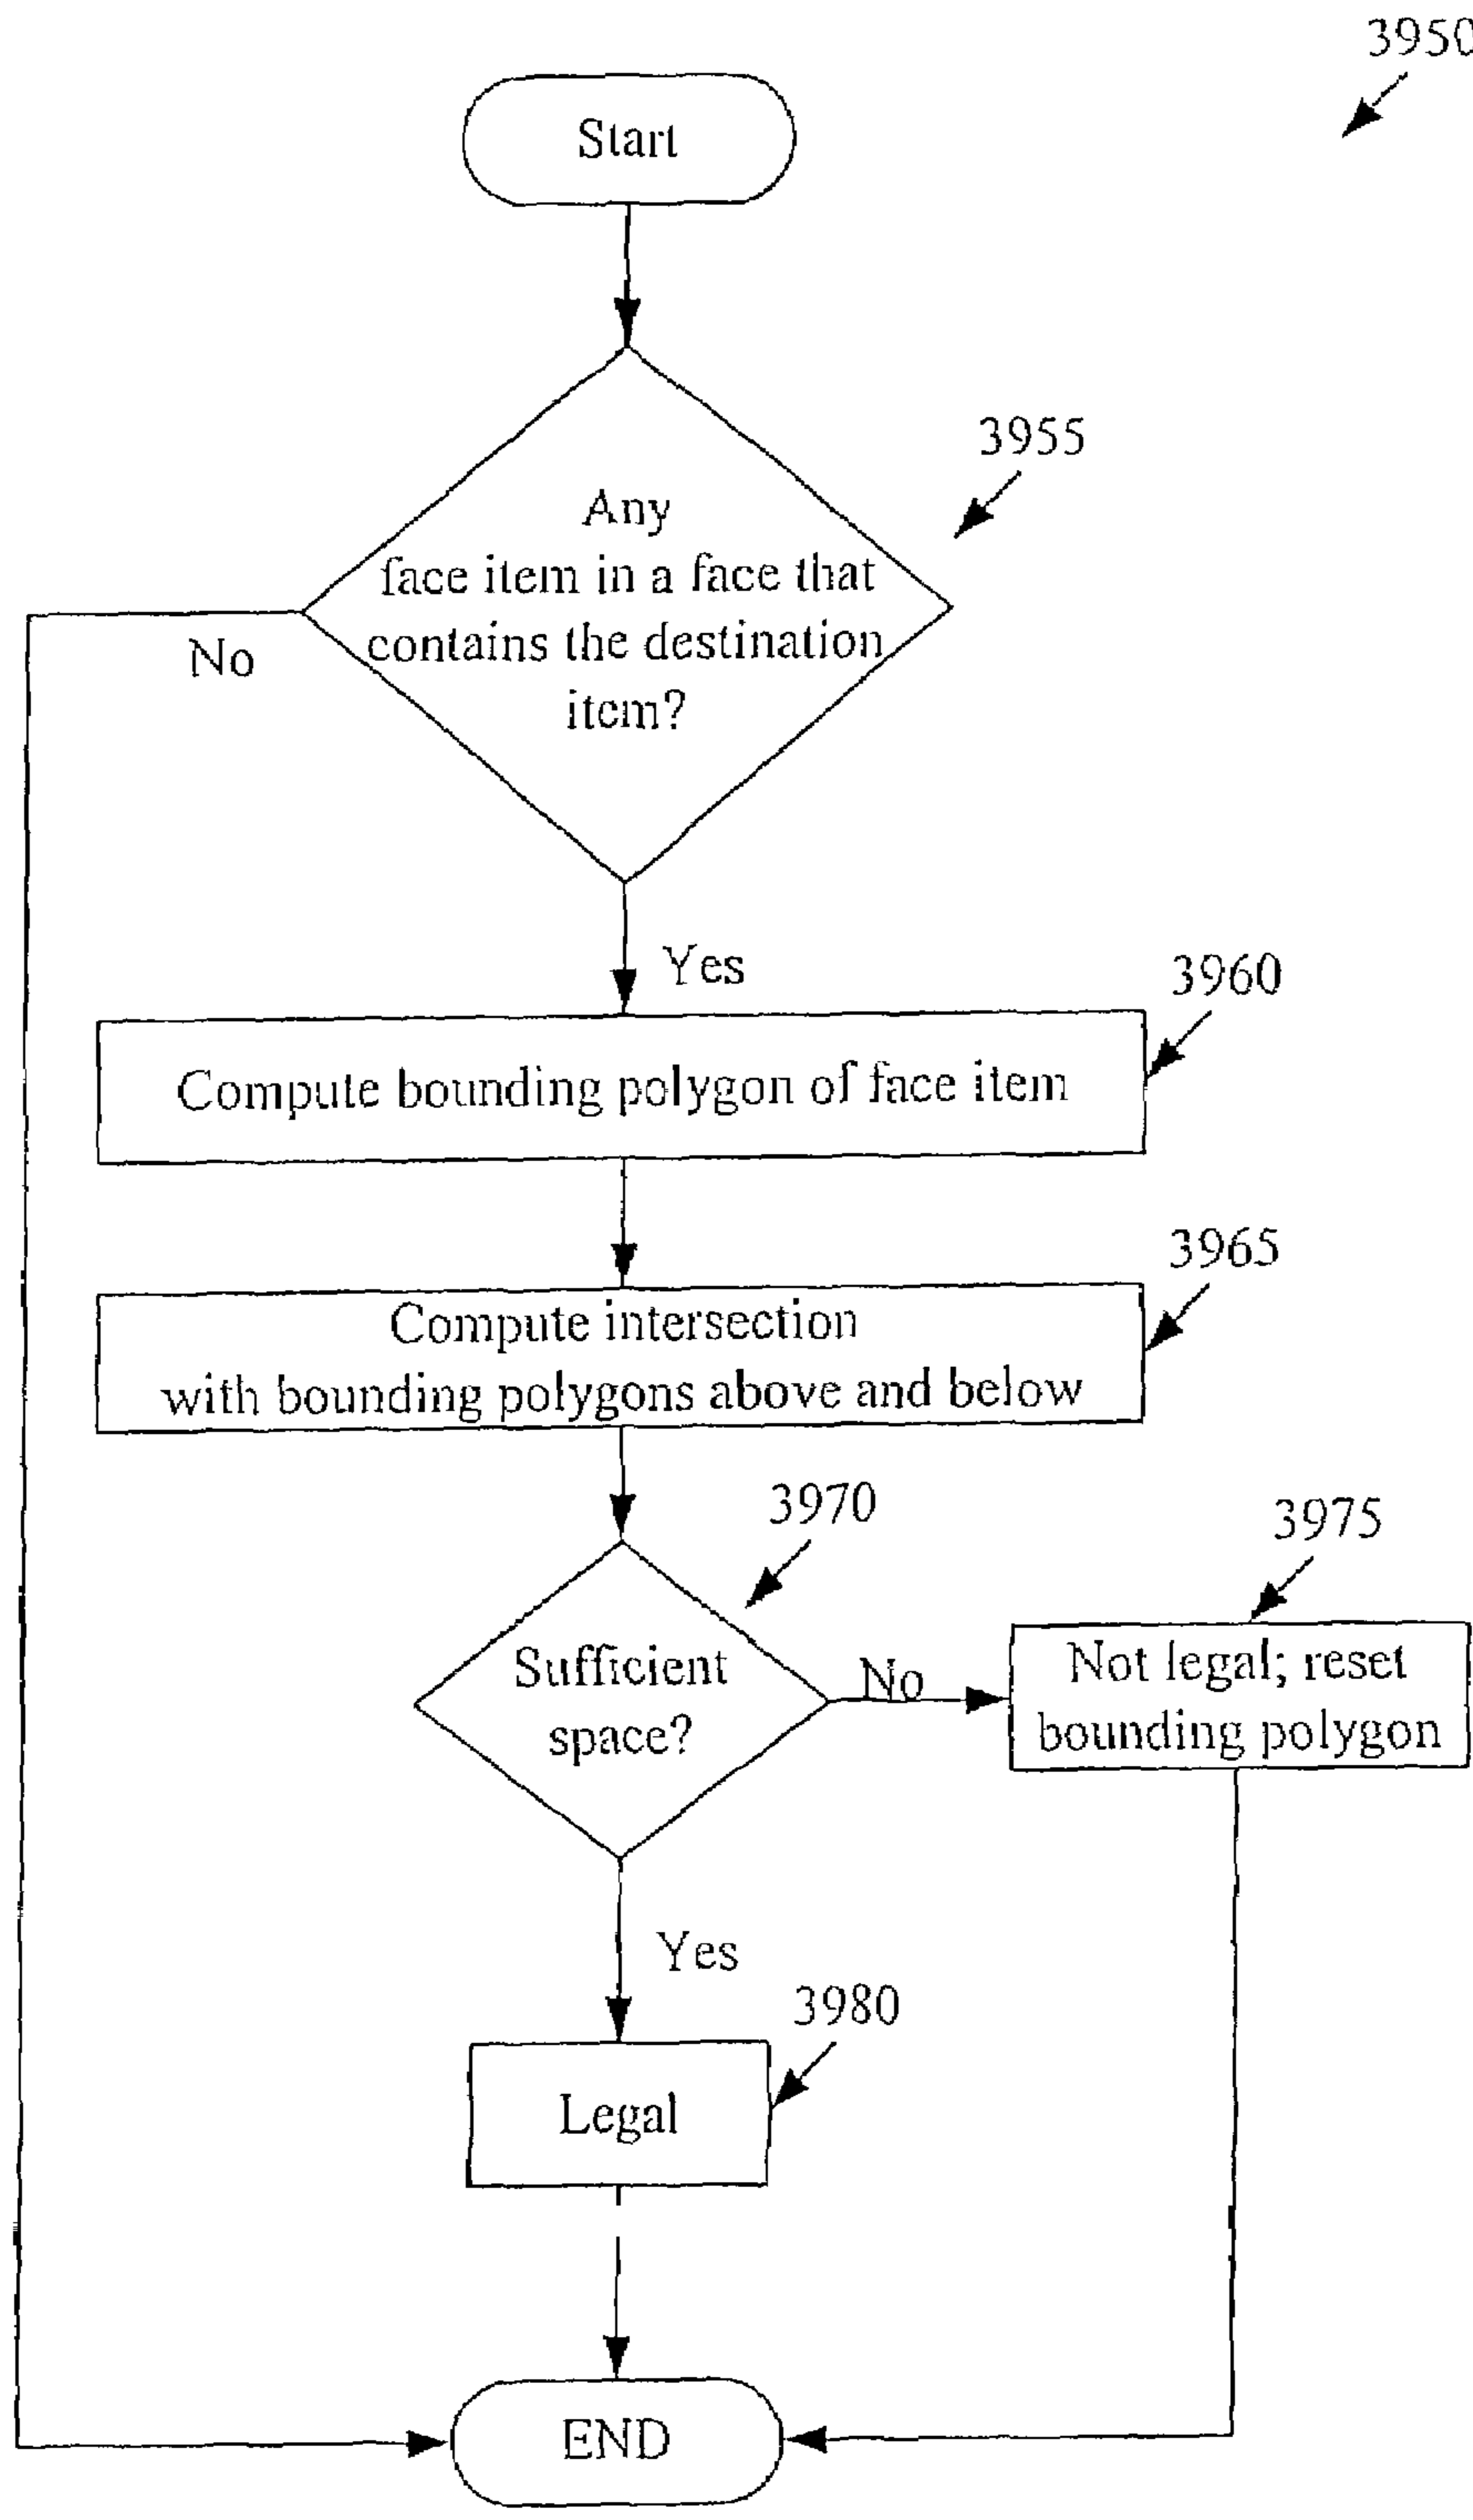 3950
Start
3955
Any
face item in a face that
contains the destination
item?
No
Yes
3960
Compute bounding polygon of face item
3965
Compute intersection
with bounding polygons above and below
3970
3975
Sufficient
space?
No
Not legal; reset
bounding polygon
Yes
3980
Legal
END